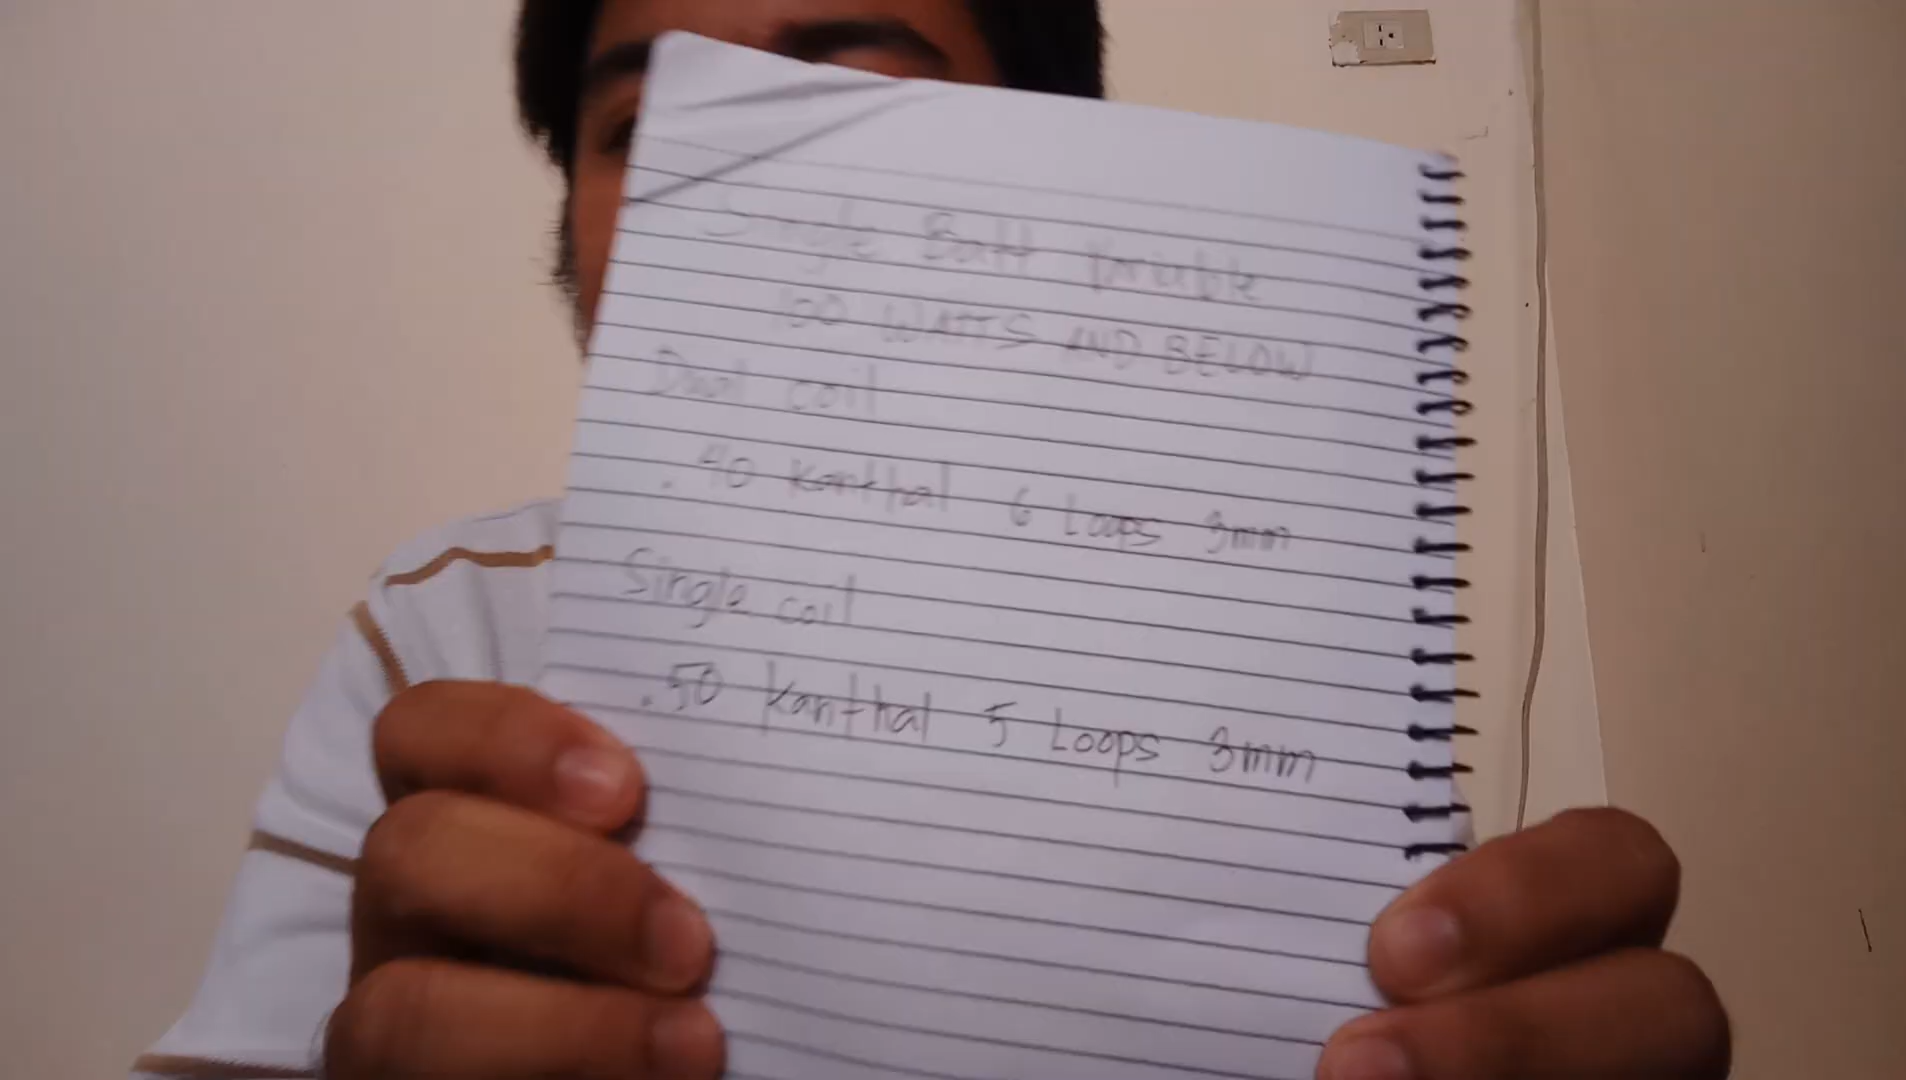 Single Batt Variable
100 WATTS AND BELOW
Dual coil
.40 Kanthal 6 Loops 3mm
Single coil
.50 Kanthal 5 Loops 3mm